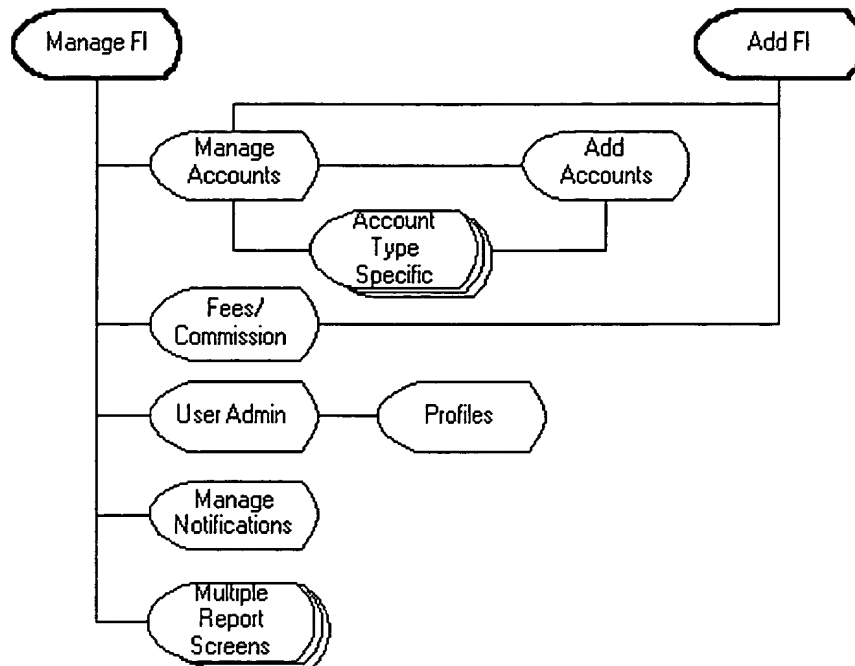 Manage FI
Add FI
Manage
Accounts
Add
Accounts
Account
Type
Specific
Fees/
Commission
User Admin
Profiles
Manage
Notifications
Multiple
Report
Screens